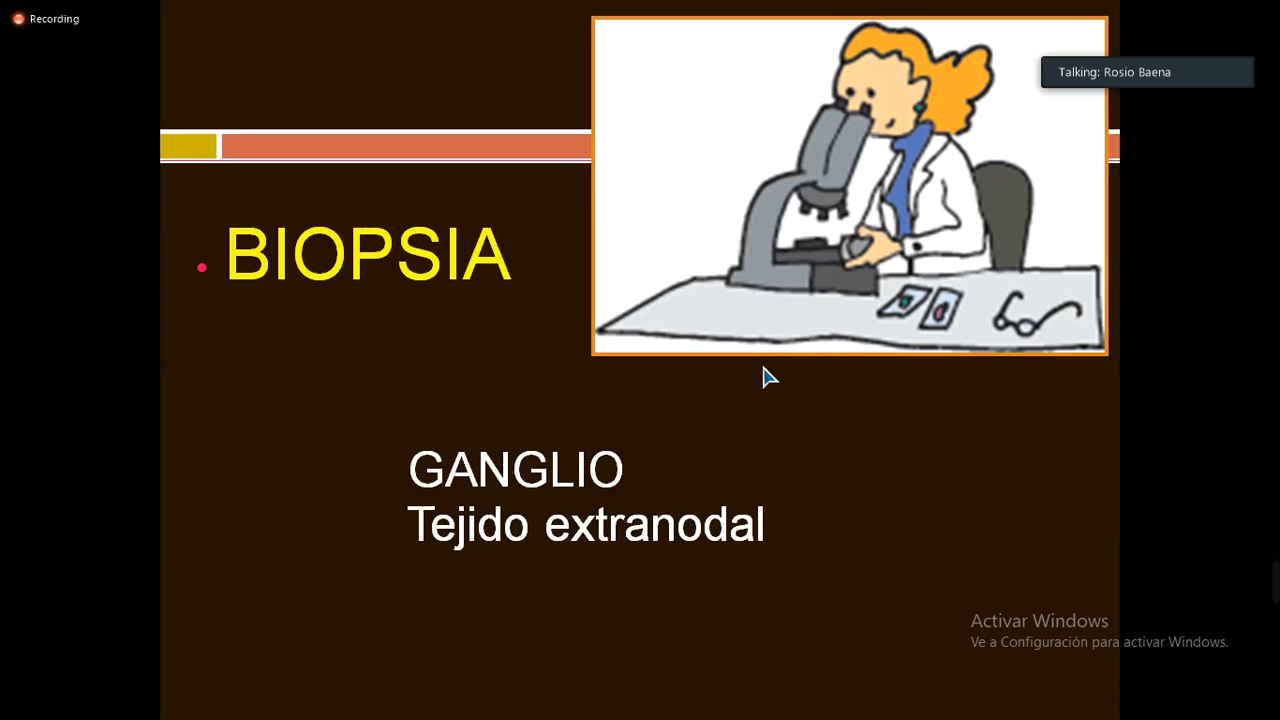 Recording
Talking: Rosio Baena
BIOPSIA
GANGLIO
Tejido extranodal
Activar Windows
Ve a Configuración para activar Windows.